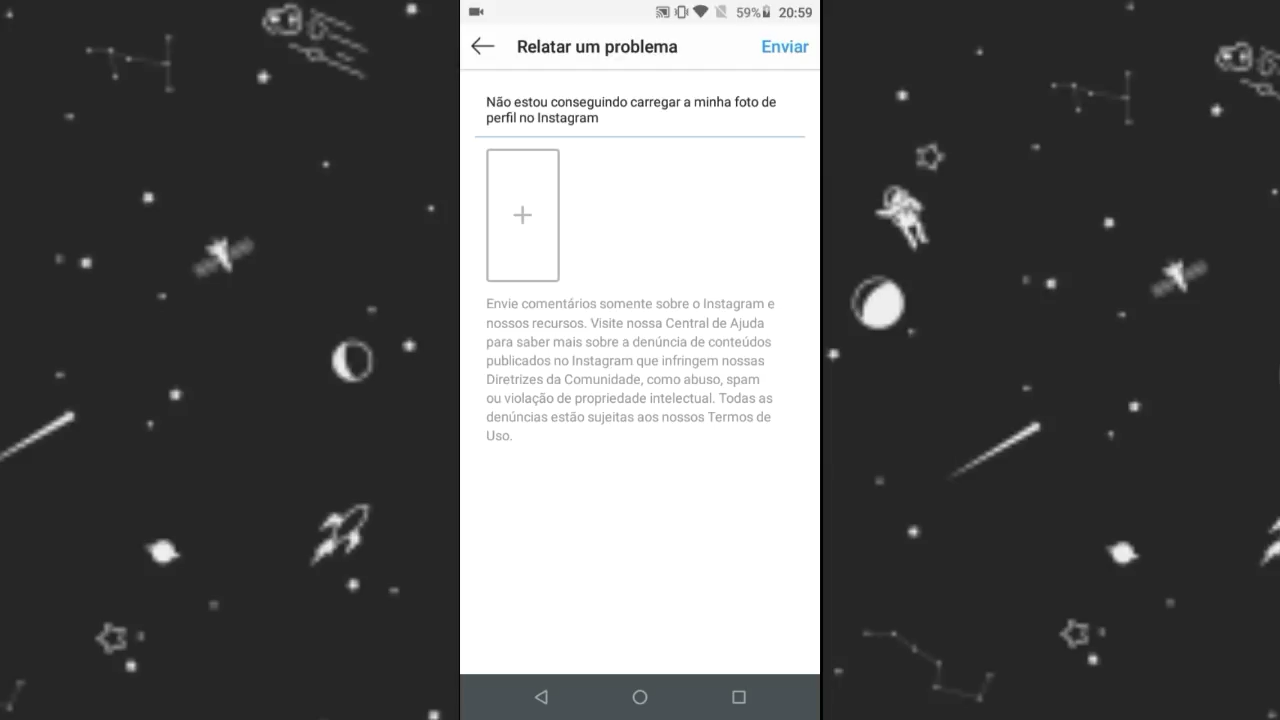 59% 20:59
Relatar um problema Enviar
Não estou conseguindo carregar a minha foto de
perfil no Instagram
Envie comentários somente sobre o Instagram e
nossos recursos. Visite nossa Central de Ajuda
para saber mais sobre a denúncia de conteúdos
publicados no Instagram que infringem nossas
Diretrizes da Comunidade, como abuso, spam
ou violação de propriedade intelectual. Todas as
denúncias estão sujeitas aos nossos Termos de
Uso.